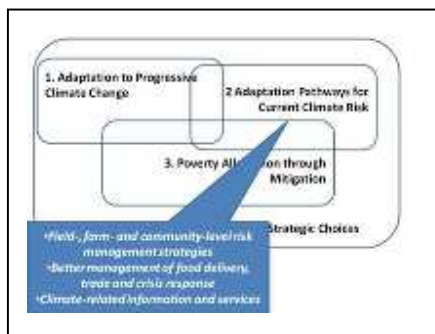 1. Adaptation to Progressive
Climate Change
2 Adaptation Pathways for
Current Climate Risk
3. Poverty All on through
Mitigation
Strategic Choices
•Field-, farm- and community-level risk
management strategies
•Better management of food delivery,
trade and crisis response
•Climate-related information and services